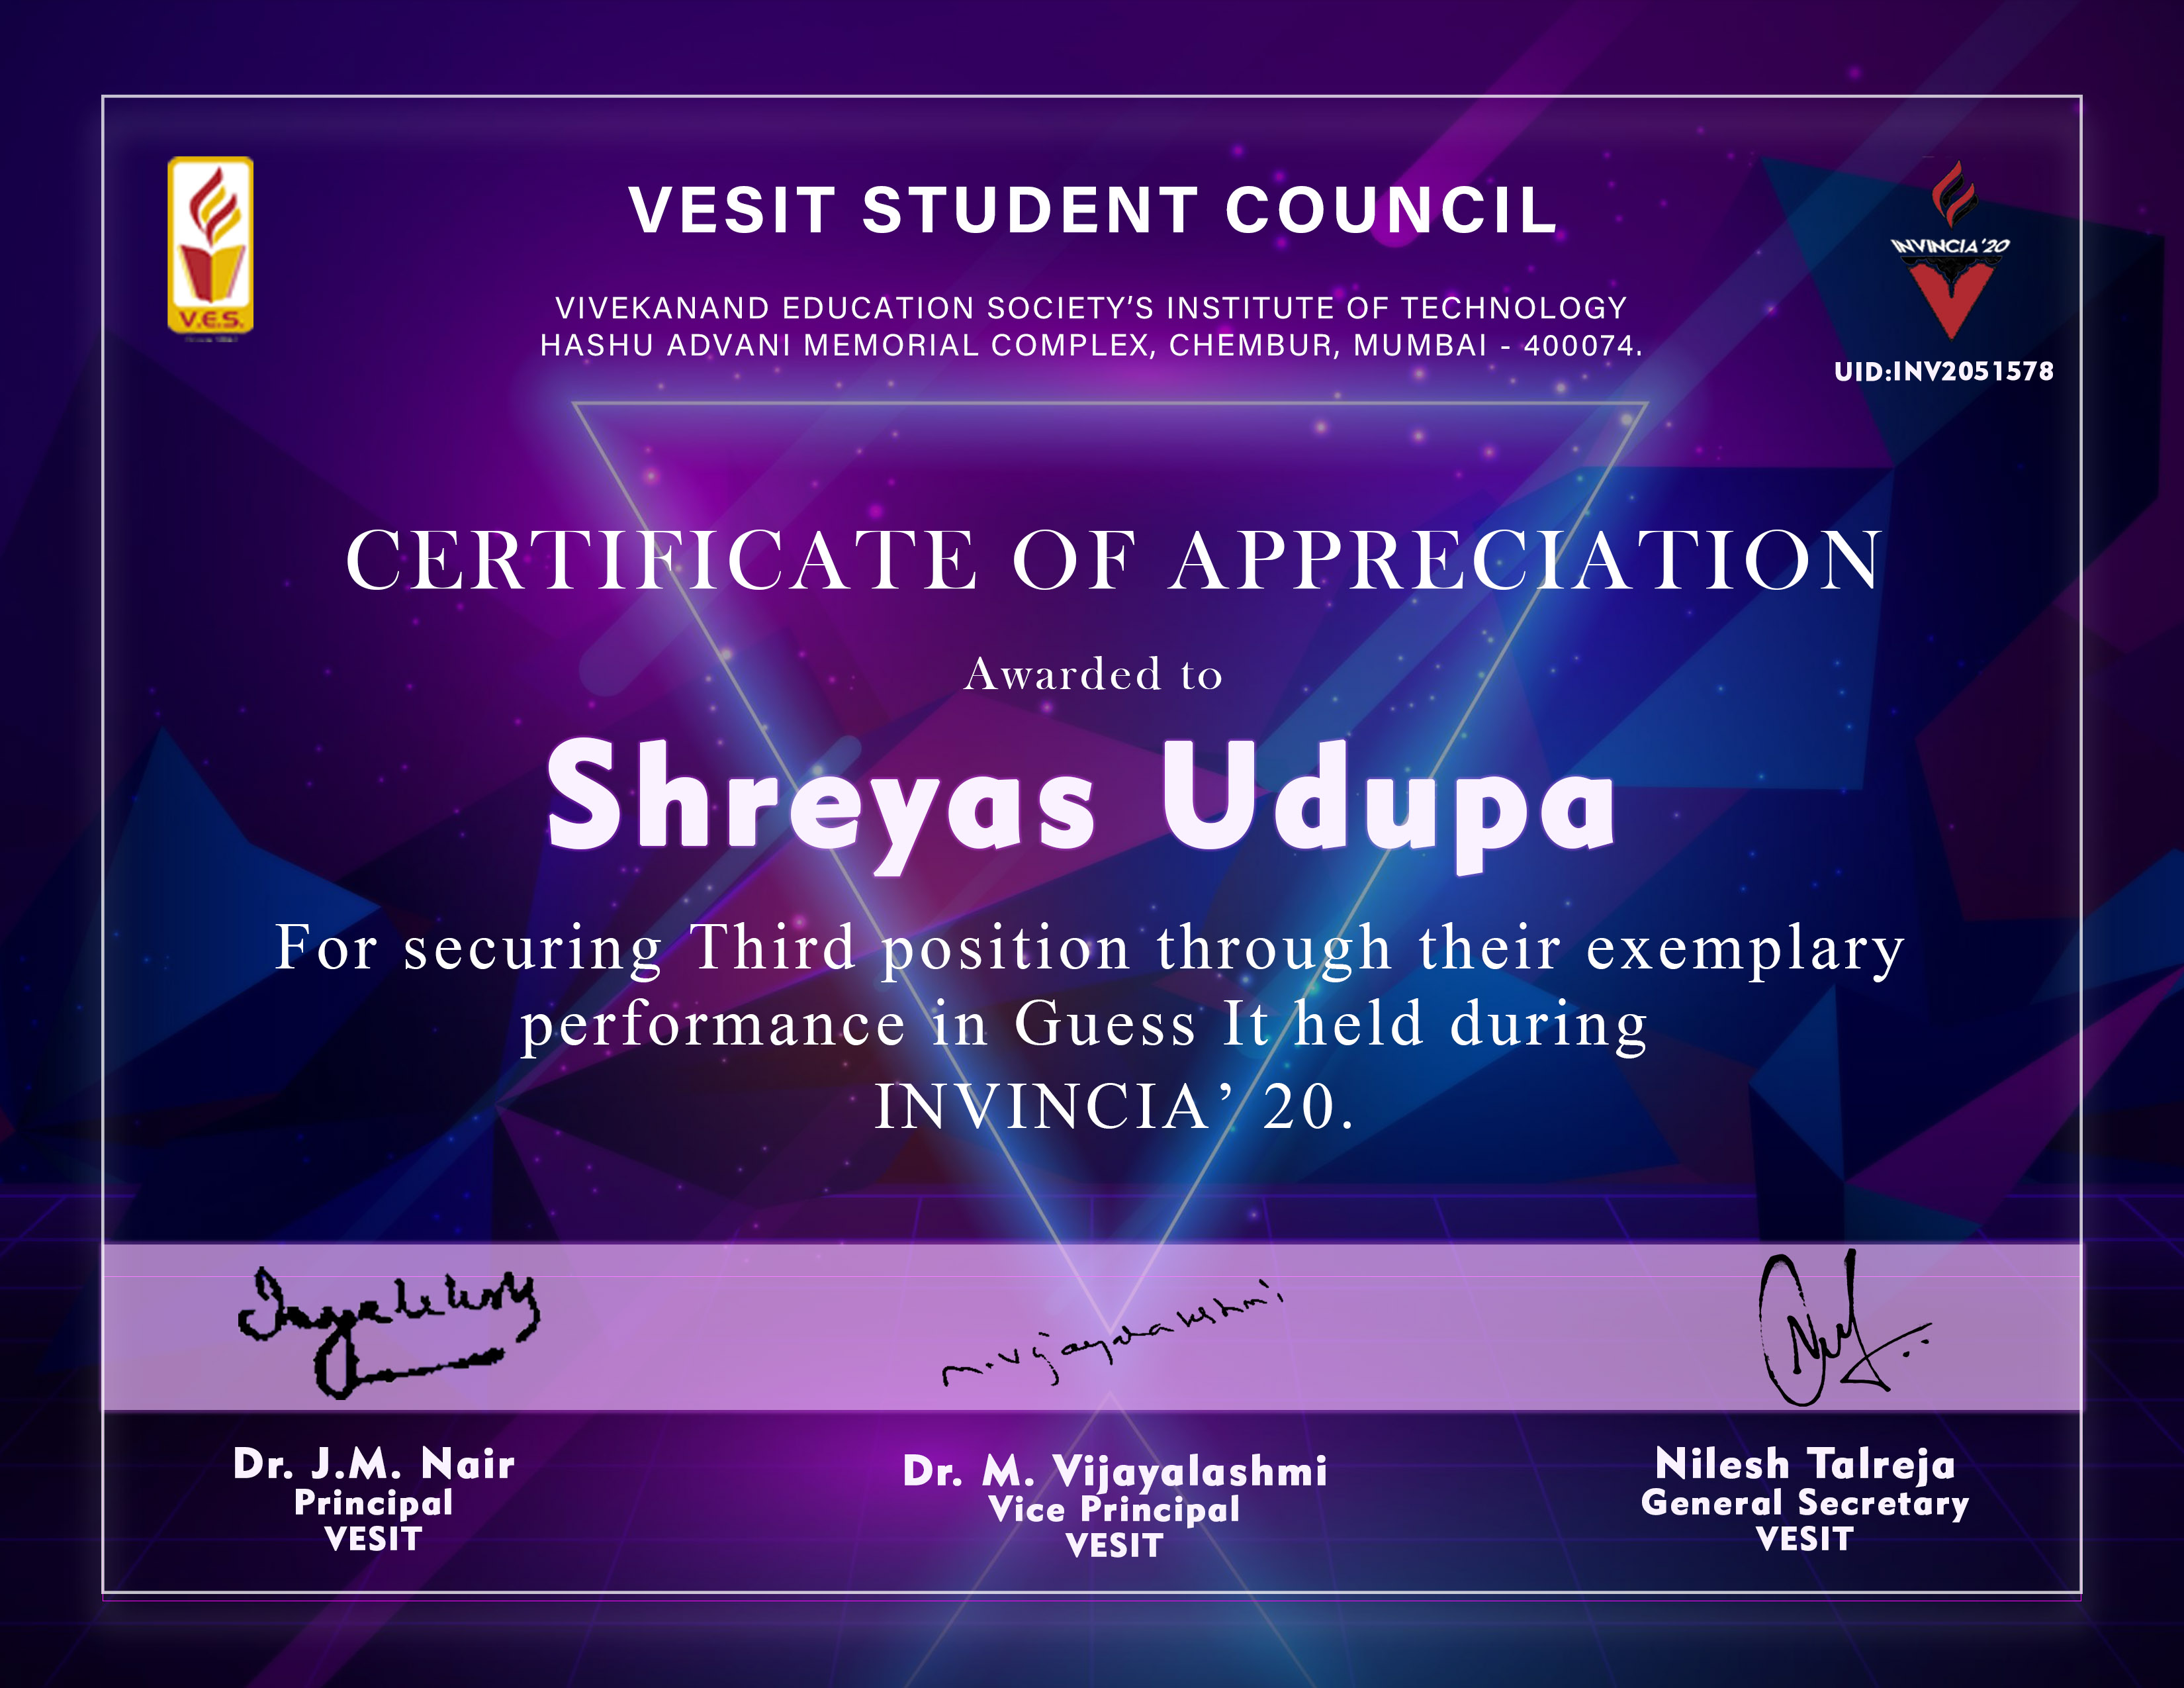 V.E.S.
VESIT STUDENT COUNCIL
VIVEKANAND EDUCATION SOCIETY’S INSTITUTE OF TECHNOLOGY
HASHU ADVANI MEMORIAL COMPLEX, CHEMBUR, MUMBAI - 400074.
INVINCIA'20
UID:INV2051578
CERTIFICATE OF APPRECIATION
Awarded to
Shreyas Udupa
For securing Third position through their exemplary
performance in Guess It held during
INVINCIA’ 20.
M. Vijayalakshmi
Dr. J.M. Nair
Principal
VESIT
Dr. M. Vijayalashmi
Vice Principal
VESIT
Nilesh Talreja
General Secretary
VESIT